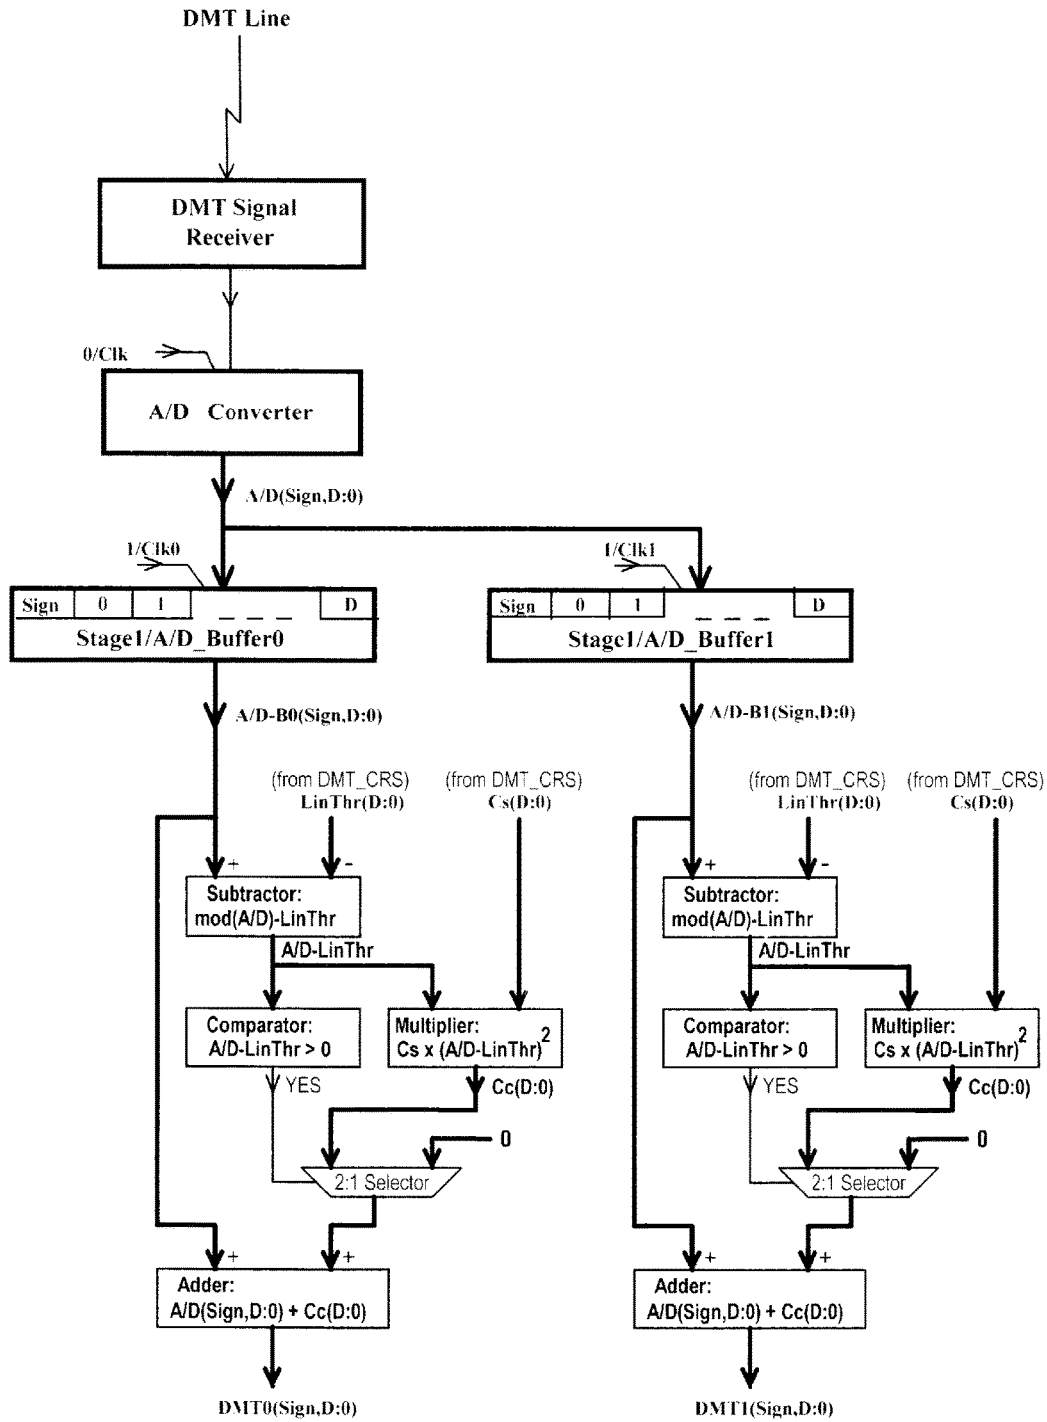 DMT Line
DMT Signal
Receiver
0/Clk
A/D Converter
A/D(Sign,D:0)
1/Clk0
1/Clk1
Sign 0 1 D
Stage1/A/D_Buffer0
Sign 0 1 D
Stage1/A/D_Buffer1
A/D-B0(Sign,D:0)
A/D-B1(Sign,D:0)
(from DMT_CRS)
LinThr(D:0)
(from DMT_CRS)
Cs(D:0)
(from DMT_CRS)
LinThr(D:0)
(from DMT_CRS)
Cs(D:0)
+ -
Subtractor:
mod(A/D)-LinThr
A/D-LinThr
+ -
Subtractor:
mod(A/D)-LinThr
A/D-LinThr
Comparator:
A/D-LinThr > 0
Multiplier:
Cs x (A/D-LinThr)²
Comparator:
A/D-LinThr > 0
Multiplier:
Cs x (A/D-LinThr)²
YES
Cc(D:0)
YES
Cc(D:0)
0
0
2:1 Selector
2:1 Selector
+ +
+ +
Adder:
A/D(Sign,D:0) + Cc(D:0)
Adder:
A/D(Sign,D:0) + Cc(D:0)
DMT0(Sign,D:0)
DMT1(Sign,D:0)